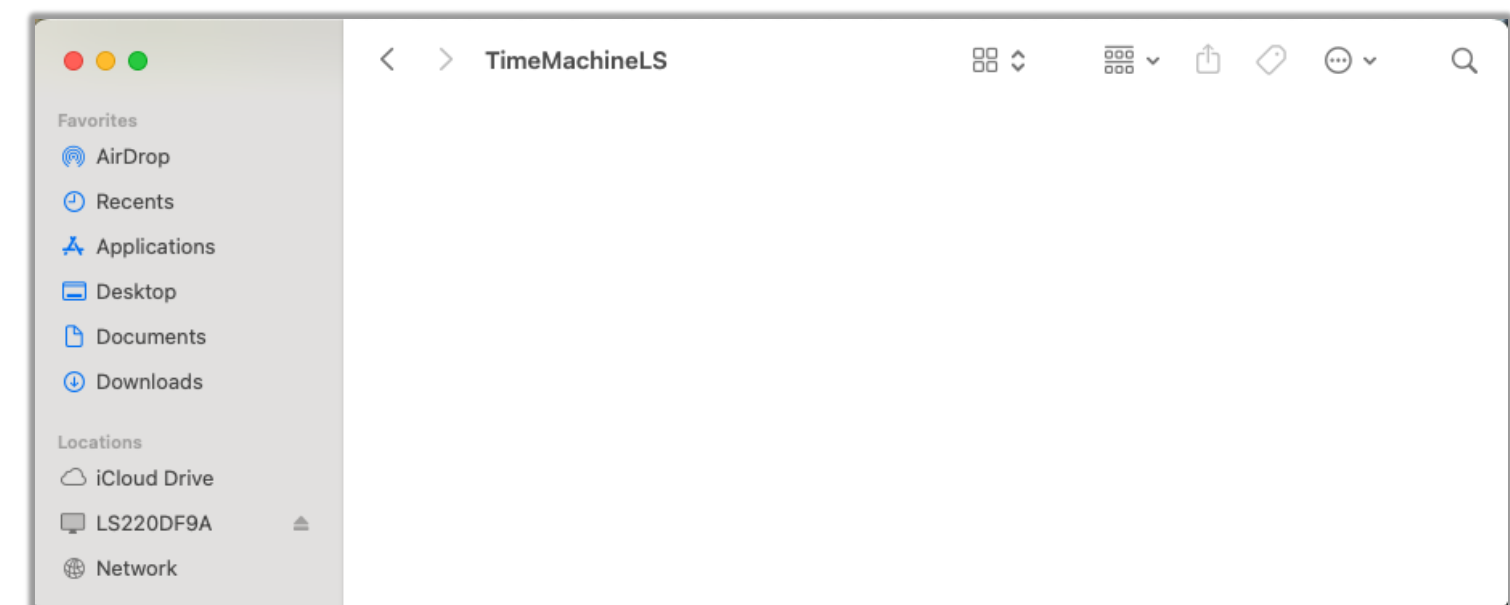 TimeMachineLS
Favorites
AirDrop
Recents
Applications
Desktop
Documents
Downloads
Locations
iCloud Drive
LS220DF9A
Network